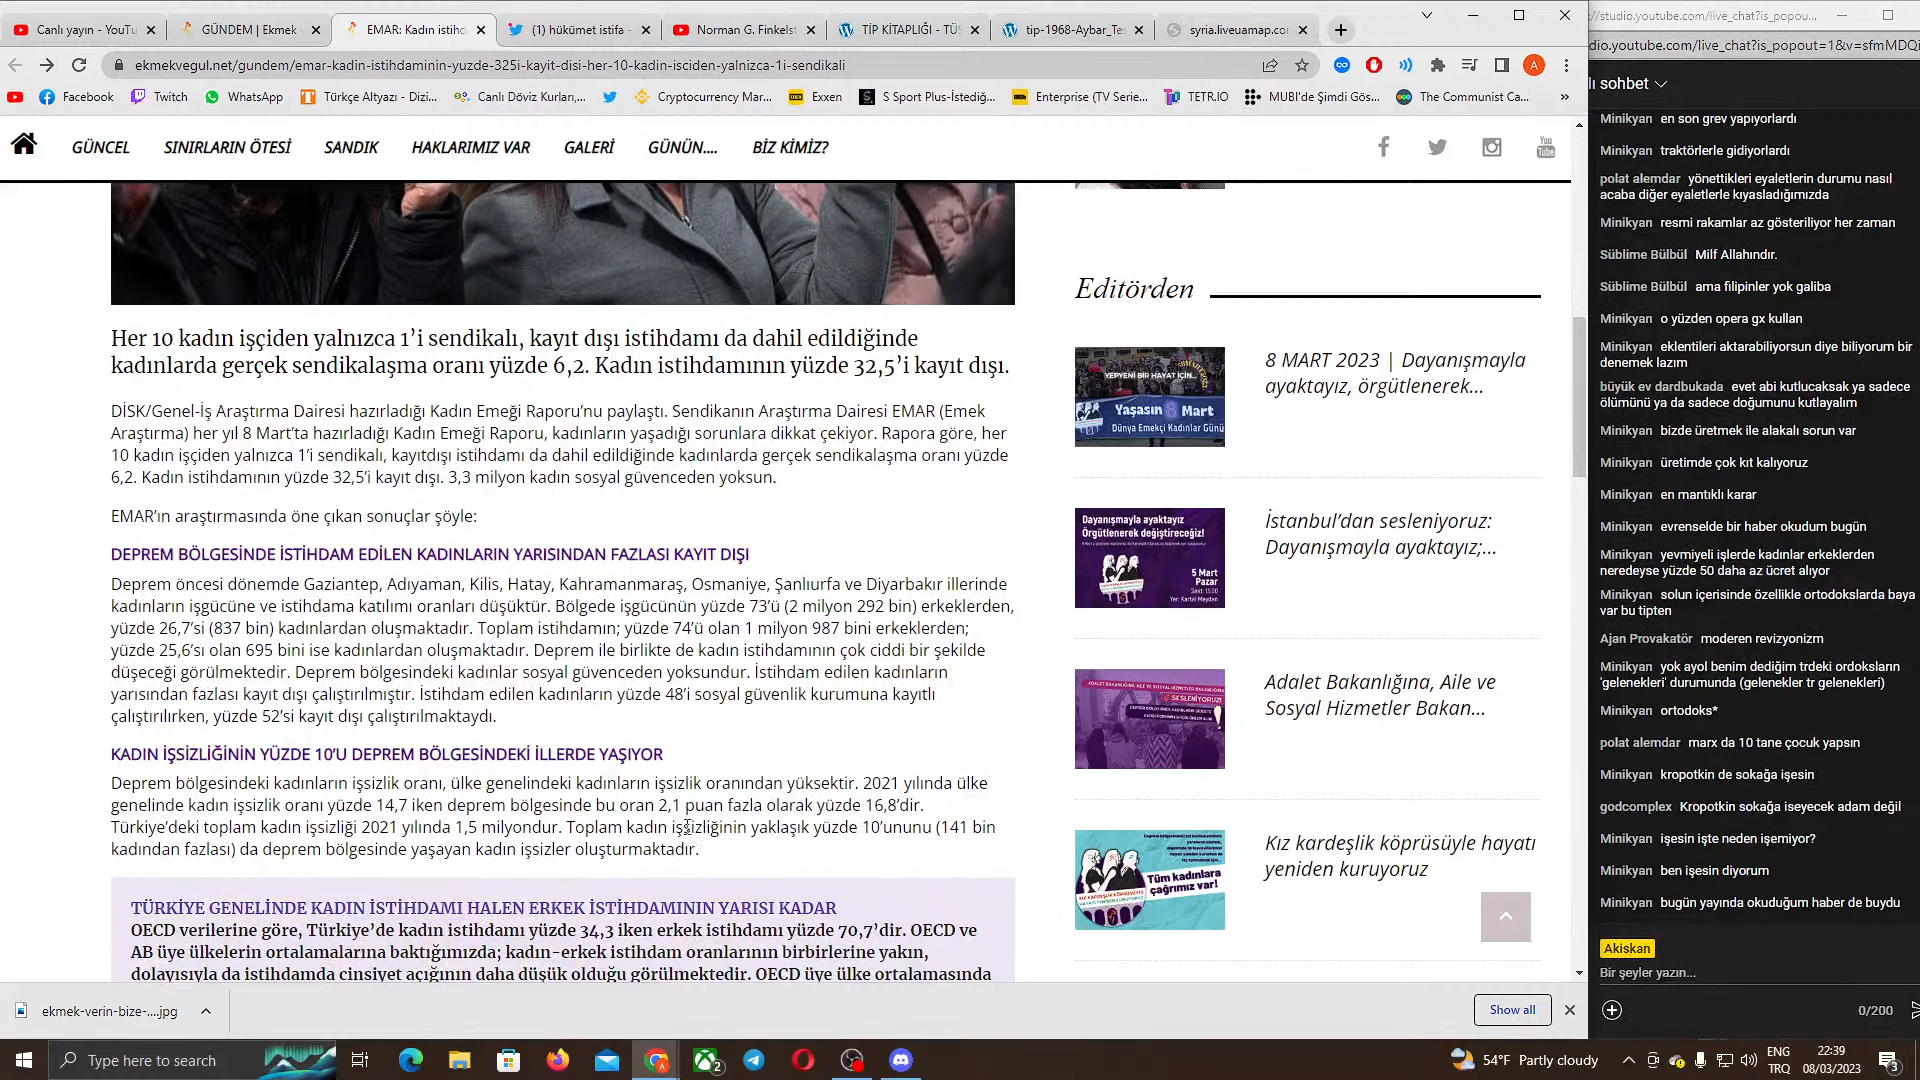 Canlı yayın - YouTu
GÜNDEM | Ekmek
EMAR: Kadın istihd
(1) hükümet istifa -
Norman G. Finkelst
TİP KİTAPLIĞI - TÜS
tip-1968-Aybar_Tes
syria.liveuamap.com
ekmekvegul.net/gundem/emar-kadin-istihdaminin-yuzde-325i-kayit-disi-her-10-kadin-isciden-yalnizca-1i-sendikali
Facebook
Twitch
WhatsApp
Türkçe Altyazı - Dizi...
Canlı Döviz Kurları,...
Cryptocurrency Mar...
Exxen
S Sport Plus-İstediğ...
Enterprise (TV Serie...
TETR.IO
MUBI'de Şimdi Gös...
The Communist Ca...
»
GÜNCEL
SINIRLARIN ÖTESİ
SANDIK
HAKLARIMIZ VAR
GALERİ
GÜNÜN....
BİZ KİMİZ?
Her 10 kadın işçiden yalnızca 1’i sendikalı, kayıt dışı istihdamı da dahil edildiğinde
kadınlarda gerçek sendikalaşma oranı yüzde 6,2. Kadın istihdamının yüzde 32,5’i kayıt dışı.
DİSK/Genel-İş Araştırma Dairesi hazırladığı Kadın Emeği Raporu’nu paylaştı. Sendikanın Araştırma Dairesi EMAR (Emek
Araştırma) her yıl 8 Mart’ta hazırladığı Kadın Emeği Raporu, kadınların yaşadığı sorunlara dikkat çekiyor. Rapora göre, her
10 kadın işçiden yalnızca 1’i sendikalı, kayıtdışı istihdamı da dahil edildiğinde kadınlarda gerçek sendikalaşma oranı yüzde
6,2. Kadın istihdamının yüzde 32,5’i kayıt dışı. 3,3 milyon kadın sosyal güvenceden yoksun.
EMAR’ın araştırmasında öne çıkan sonuçlar şöyle:
DEPREM BÖLGESİNDE İSTİHDAM EDİLEN KADINLARIN YARISINDAN FAZLASI KAYIT DIŞI
Deprem öncesi dönemde Gaziantep, Adıyaman, Kilis, Hatay, Kahramanmaraş, Osmaniye, Şanlıurfa ve Diyarbakır illerinde
kadınların işgücüne ve istihdama katılımı oranları düşüktür. Bölgede işgücünün yüzde 73’ü (2 milyon 292 bin) erkeklerden,
yüzde 26,7’si (837 bin) kadınlardan oluşmaktadır. Toplam istihdamın; yüzde 74’ü olan 1 milyon 987 bini erkeklerden;
yüzde 25,6’sı olan 695 bini ise kadınlardan oluşmaktadır. Deprem ile birlikte de kadın istihdamının çok ciddi bir şekilde
düşeceği görülmektedir. Deprem bölgesindeki kadınlar sosyal güvenceden yoksundur. İstihdam edilen kadınların
yarısından fazlası kayıt dışı çalıştırılmıştır. İstihdam edilen kadınların yüzde 48’i sosyal güvenlik kurumuna kayıtlı
çalıştırılırken, yüzde 52’si kayıt dışı çalıştırılmaktaydı.
KADIN İŞSİZLİĞİNİN YÜZDE 10’U DEPREM BÖLGESİNDEKİ İLLERDE YAŞIYOR
Deprem bölgesindeki kadınların işsizlik oranı, ülke genelindeki kadınların işsizlik oranından yüksektir. 2021 yılında ülke
genelinde kadın işsizlik oranı yüzde 14,7 iken deprem bölgesinde bu oran 2,1 puan fazla olarak yüzde 16,8’dir.
Türkiye’deki toplam kadın işsizliği 2021 yılında 1,5 milyondur. Toplam kadın işsizliğinin yaklaşık yüzde 10’ununu (141 bin
kadından fazlası) da deprem bölgesinde yaşayan kadın işsizler oluşturmaktadır.
TÜRKİYE GENELİNDE KADIN İSTİHDAMI HALEN ERKEK İSTİHDAMININ YARISI KADAR
OECD verilerine göre, Türkiye’de kadın istihdamı yüzde 34,3 iken erkek istihdamı yüzde 70,7’dir. OECD ve
AB üye ülkelerin ortalamalarına baktığımızda; kadın-erkek istihdam oranlarının birbirlerine yakın,
dolayısıyla da istihdamda cinsiyet açığının daha düşük olduğu görülmektedir. OECD üye ülke ortalamasında
Editörden
YEPYENİ BİR HAYAT İÇİN...
Yaşasın 8 Mart
Dünya Emekçi Kadınlar Günü
8 MART 2023 | Dayanışmayla
ayaktayız, örgütlenerek...
Dayanışmayla ayaktayız
Örgütlenerek değiştireceğiz!
5 Mart
Pazar
Saat: 13.00
Yer: Kartal Meydan
İstanbul’dan sesleniyoruz:
Dayanışmayla ayaktayız;...
ADALET BAKANLIĞINA, AİLE VE SOSYAL HİZMETLER BAKANLIĞINA
SESLENİYORUZ!
Adalet Bakanlığına, Aile ve
Sosyal Hizmetler Bakan...
Tüm kadınlara
çağrımız var!
Kız kardeşlik köprüsüyle hayatı
yeniden kuruyoruz
ekmek-verin-bize-....jpg
Show all
Type here to search
2
54°F Partly cloudy
ENG
TRQ
22:39
08/03/2023
3
//studio.youtube.com/live_chat?is_popou...
dio.youtube.com/live_chat?is_popout=1&v=sfmMDQi
lı sohbet
Minikyan en son grev yapıyorlardı
Minikyan traktörlerle gidiyorlardı
polat alemdar yönettikleri eyaletlerin durumu nasıl
acaba diğer eyaletlerle kıyasladığımızda
Minikyan resmi rakamlar az gösteriliyor her zaman
Süblime Bülbül Milf Allahındır.
Süblime Bülbül ama filipinler yok galiba
Minikyan o yüzden opera gx kullan
Minikyan eklentileri aktarabiliyorsun diye biliyorum bir
denemek lazım
büyük ev dardbukada evet abi kutlucaksak ya sadece
ölümünü ya da sadece doğumunu kutlayalım
Minikyan bizde üretmek ile alakalı sorun var
Minikyan üretimde çok kıt kalıyoruz
Minikyan en mantıklı karar
Minikyan evrenselde bir haber okudum bugün
Minikyan yevmiyeli işlerde kadınlar erkeklerden
neredeyse yüzde 50 daha az ücret alıyor
Minikyan solun içerisinde özellikle ortodokslarda baya
var bu tipten
Ajan Provakatör moderen revizyonizm
Minikyan yok ayol benim dediğim trdeki ordoksların
'gelenekleri' durumunda (gelenekler tr gelenekleri)
Minikyan ortodoks*
polat alemdar marx da 10 tane çocuk yapsın
Minikyan kropotkin de sokağa işesin
godcomplex Kropotkin sokağa iseyecek adam değil
Minikyan işesin işte neden işemiyor?
Minikyan ben işesin diyorum
Minikyan bugün yayında okuduğum haber de buydu
Akiskan
Bir şeyler yazın...
0/200